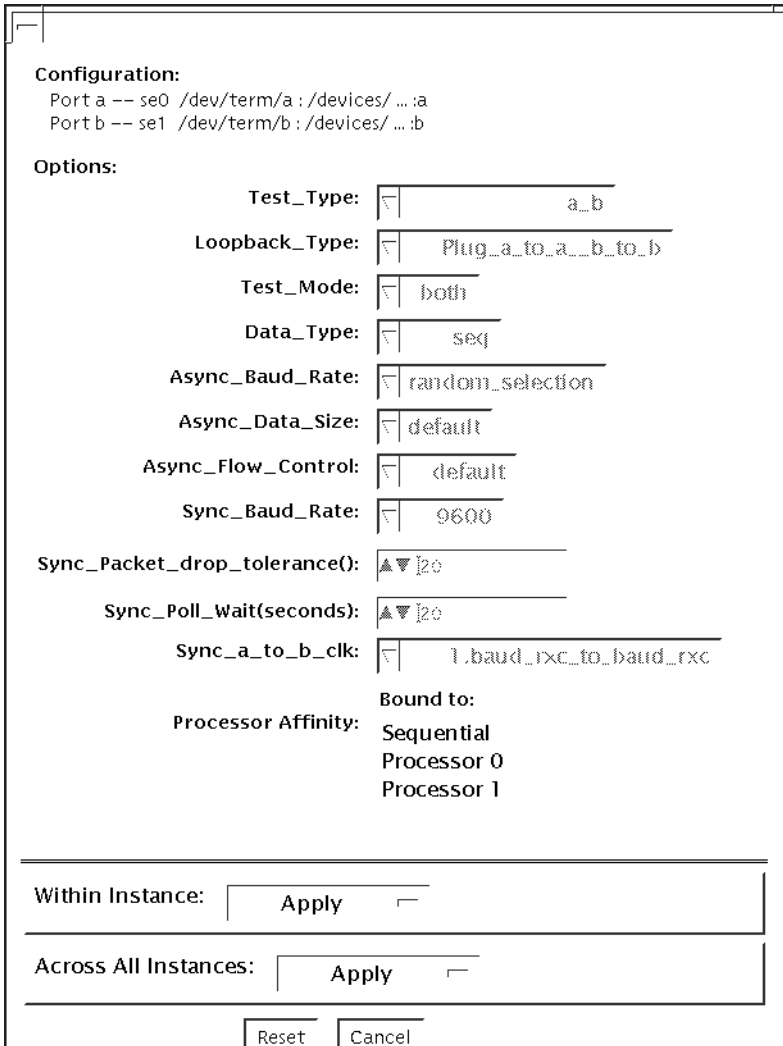 Configuration:
Port a -- se0 /dev/term/a : /devices/ ... :a
Port b -- se1 /dev/term/b : /devices/ ... :b
Options:
Test_Type: a_b
Loopback_Type: Plug_a_to_a__b_to_b
Test_Mode: both
Data_Type: seq
Async_Baud_Rate: random_selection
Async_Data_Size: default
Async_Flow_Control: default
Sync_Baud_Rate: 9600
Sync_Packet_drop_tolerance(): 20
Sync_Poll_Wait(seconds): 20
Sync_a_to_b_clk: 1.baud_rxc_to_baud_rxc
Bound to:
Processor Affinity:
Sequential
Processor 0
Processor 1
Within Instance: Apply
Across All Instances: Apply
Reset Cancel